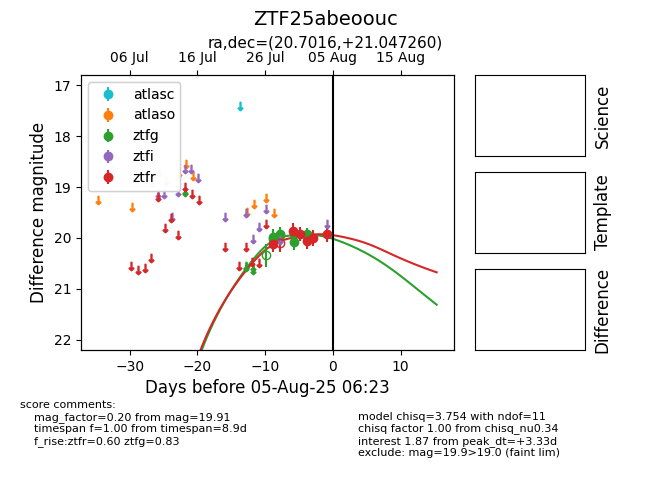 ZTF25abeoouc
ra,dec=(20.7016,+21.047260)
06 Jul
16 Jul
26 Jul
05 Aug
15 Aug
17
18
19
20
21
22
Difference magnitude
atlasc
atlaso
ztfg
ztfi
ztfr
−30
−20
−10
0
10
Days before 05-Aug-25 06:23
Science
Template
Difference
score comments:
mag_factor=0.20 from mag=19.91
timespan f=1.00 from timespan=8.9d
f_rise:ztfr=0.60 ztfg=0.83
model chisq=3.754 with ndof=11
chisq factor 1.00 from chisq_nu0.34
interest 1.87 from peak_dt=+3.33d
exclude: mag=19.9>19.0 (faint lim)